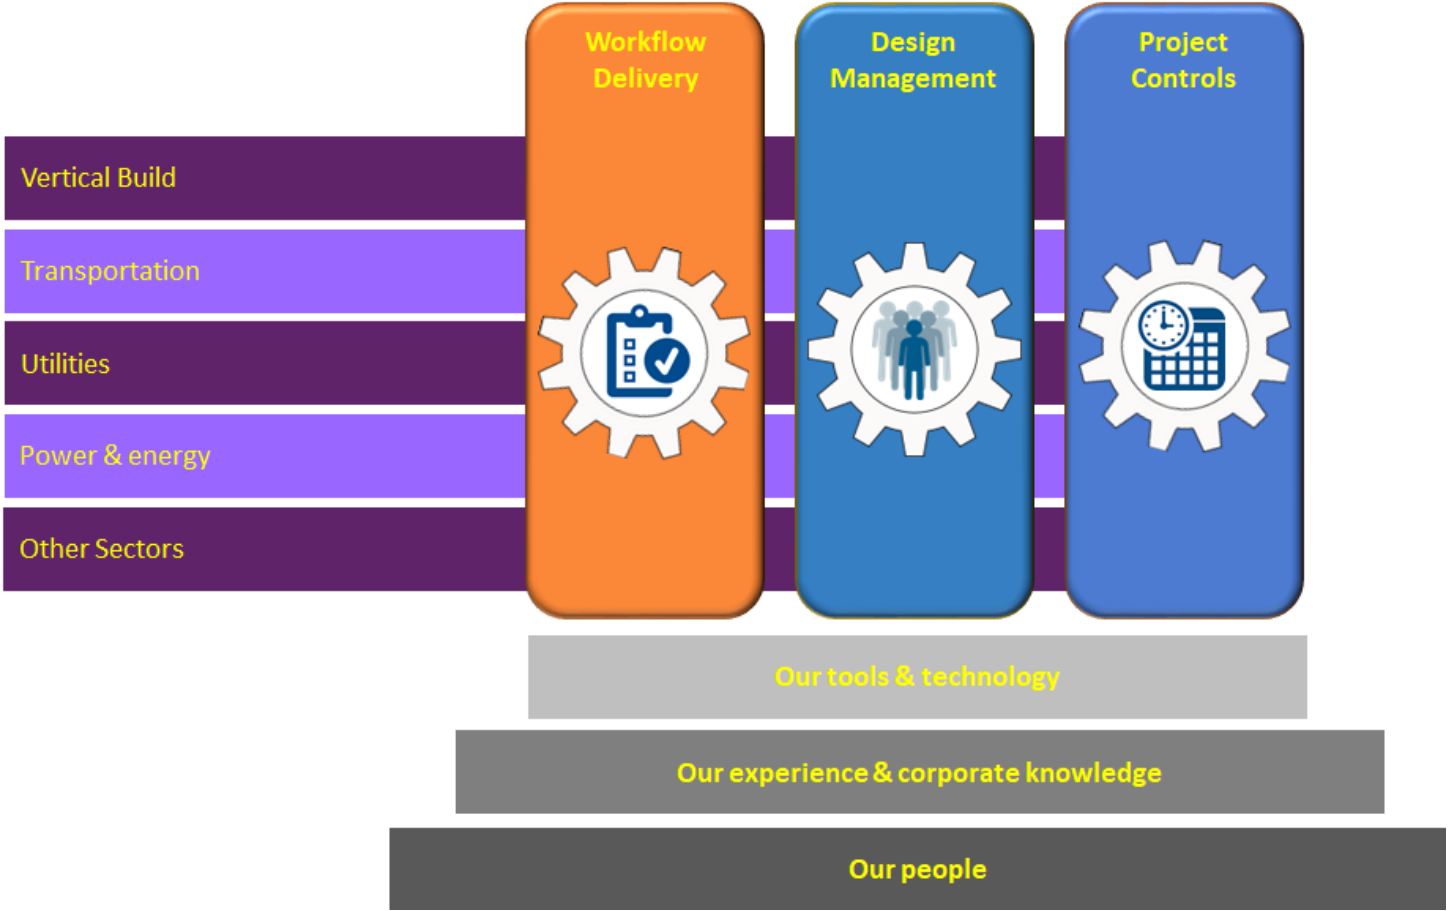 Workflow
Delivery
Design
Management
Project
Controls
Vertical Build
Transportation
Utilities
Power & energy
Other Sectors
Our tools & technology
Our experience & corporate knowledge
Our people